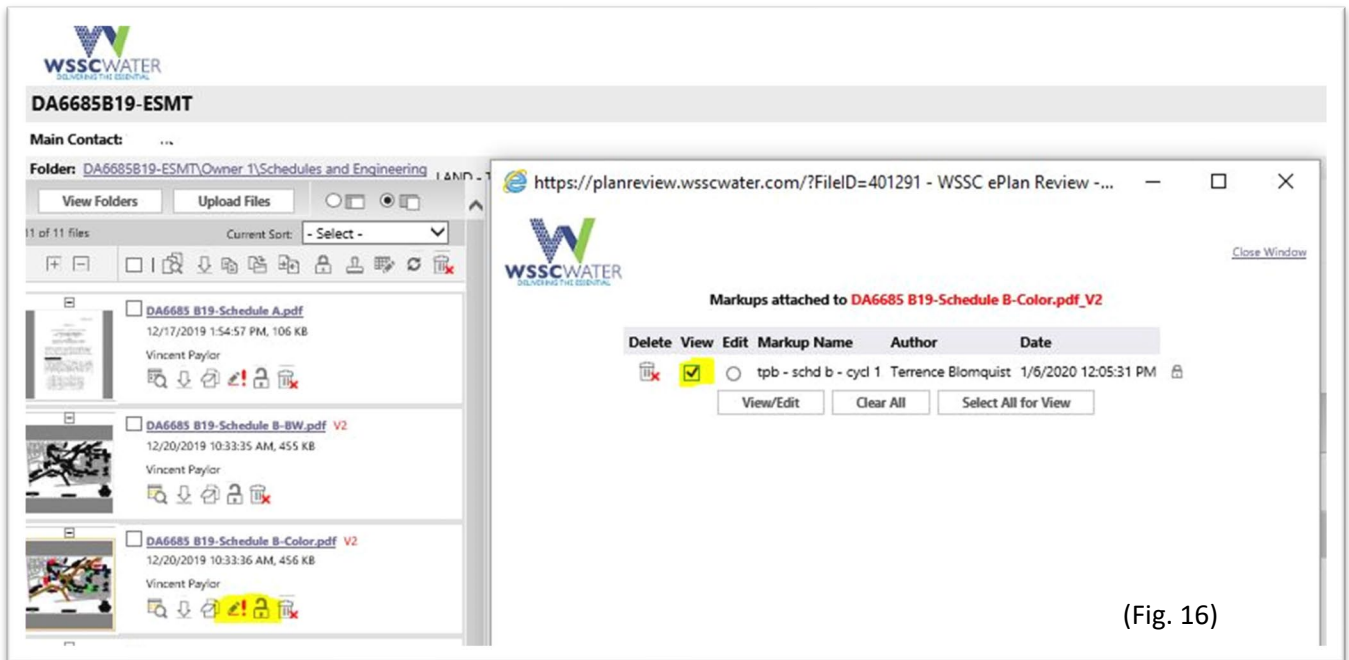 WSSCWATER
DELIVERING THE ESSENTIAL
DA6685B19-ESMT
Main Contact:
Folder: DA6685B19-ESMT\Owner 1\Schedules and Engineering LAND - T
View Folders Upload Files
11 of 11 files Current Sort: - Select -
DA6685 B19-Schedule A.pdf
12/17/2019 1:54:57 PM, 106 KB
Vincent Paylor
DA6685 B19-Schedule B-BW.pdf V2
12/20/2019 10:33:35 AM, 455 KB
Vincent Paylor
DA6685 B19-Schedule B-Color.pdf V2
12/20/2019 10:33:36 AM, 456 KB
Vincent Paylor
https://planreview.wsscwater.com/?FileID=401291 - WSSC ePlan Review -...
WSSCWATER
DELIVERING THE ESSENTIAL
Close Window
Markups attached to DA6685 B19-Schedule B-Color.pdf_V2
Delete View Edit Markup Name Author Date
tpb - schd b - cycl 1 Terrence Blomquist 1/6/2020 12:05:31 PM
View/Edit Clear All Select All for View
(Fig. 16)